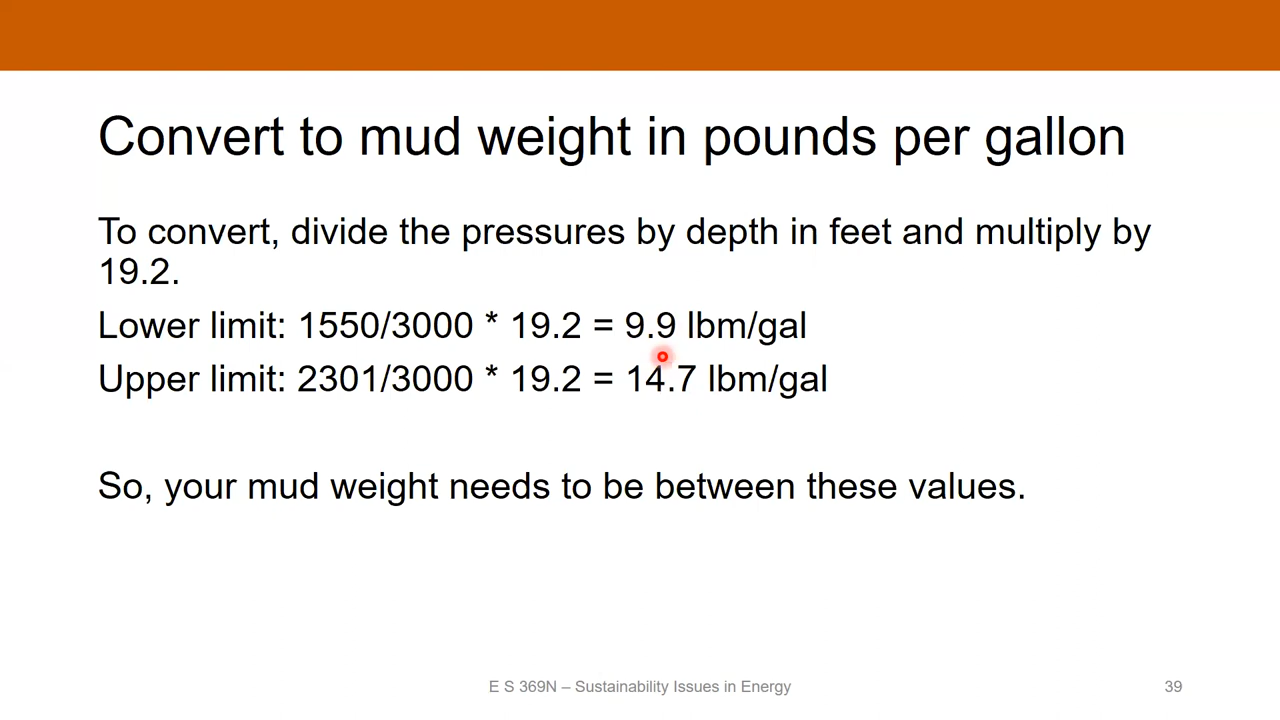 Convert to mud weight in pounds per gallon
To convert, divide the pressures by depth in feet and multiply by
19.2.
Lower limit: 1550/3000 * 19.2 = 9.9 lbm/gal
Upper limit: 2301/3000 * 19.2 = 14.7 lbm/gal
So, your mud weight needs to be between these values.
E S 369N – Sustainability Issues in Energy
39